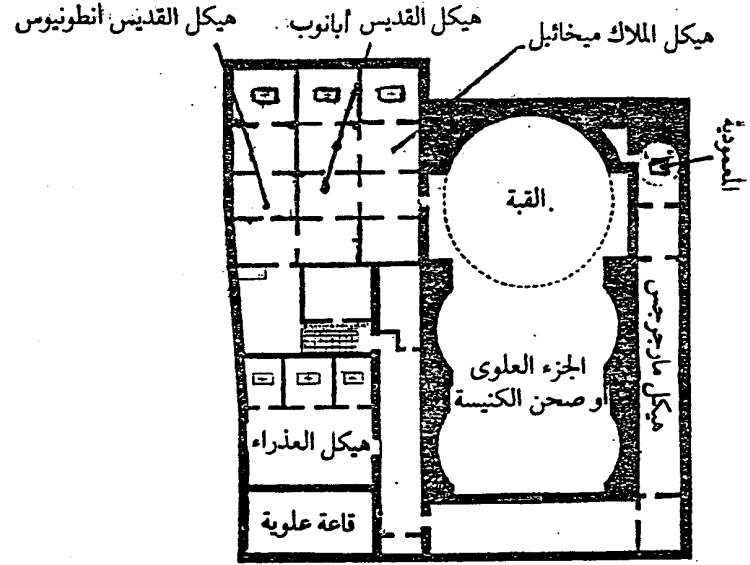 هيكل الملاك ميخائيل
هيكل القديس أبانوب
هيكل القديس أنطونيوس
المعمودية
القبة
هيكل مارجرجس
الجزء العلوى
او صحن الكنيسة
هيكل العذراء
قاعة علوية